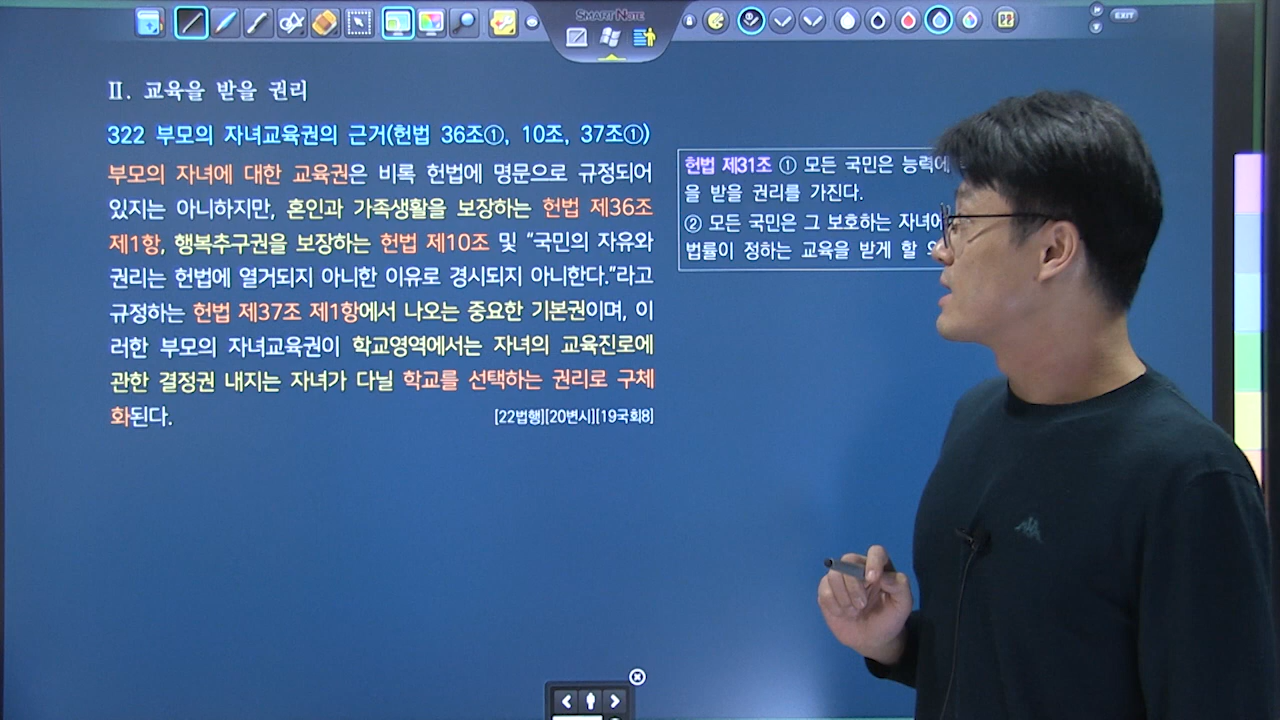 SMART NOTE
EXIT
Ⅱ. 교육을 받을 권리
322 부모의 자녀교육권의 근거(헌법 36조①, 10조, 37조①)
부모의 자녀에 대한 교육권은 비록 헌법에 명문으로 규정되어
있지는 아니하지만, 혼인과 가족생활을 보장하는 헌법 제36조
제1항, 행복추구권을 보장하는 헌법 제10조 및 “국민의 자유와
권리는 헌법에 열거되지 아니한 이유로 경시되지 아니한다.”라고
규정하는 헌법 제37조 제1항에서 나오는 중요한 기본권이며, 이
러한 부모의 자녀교육권이 학교영역에서는 자녀의 교육진로에
관한 결정권 내지는 자녀가 다닐 학교를 선택하는 권리로 구체
화된다.
[22법행][20변시][19국회8]
헌법 제31조 ① 모든 국민은 능력에
을 받을 권리를 가진다.
② 모든 국민은 그 보호하는 자녀에
법률이 정하는 교육을 받게 할